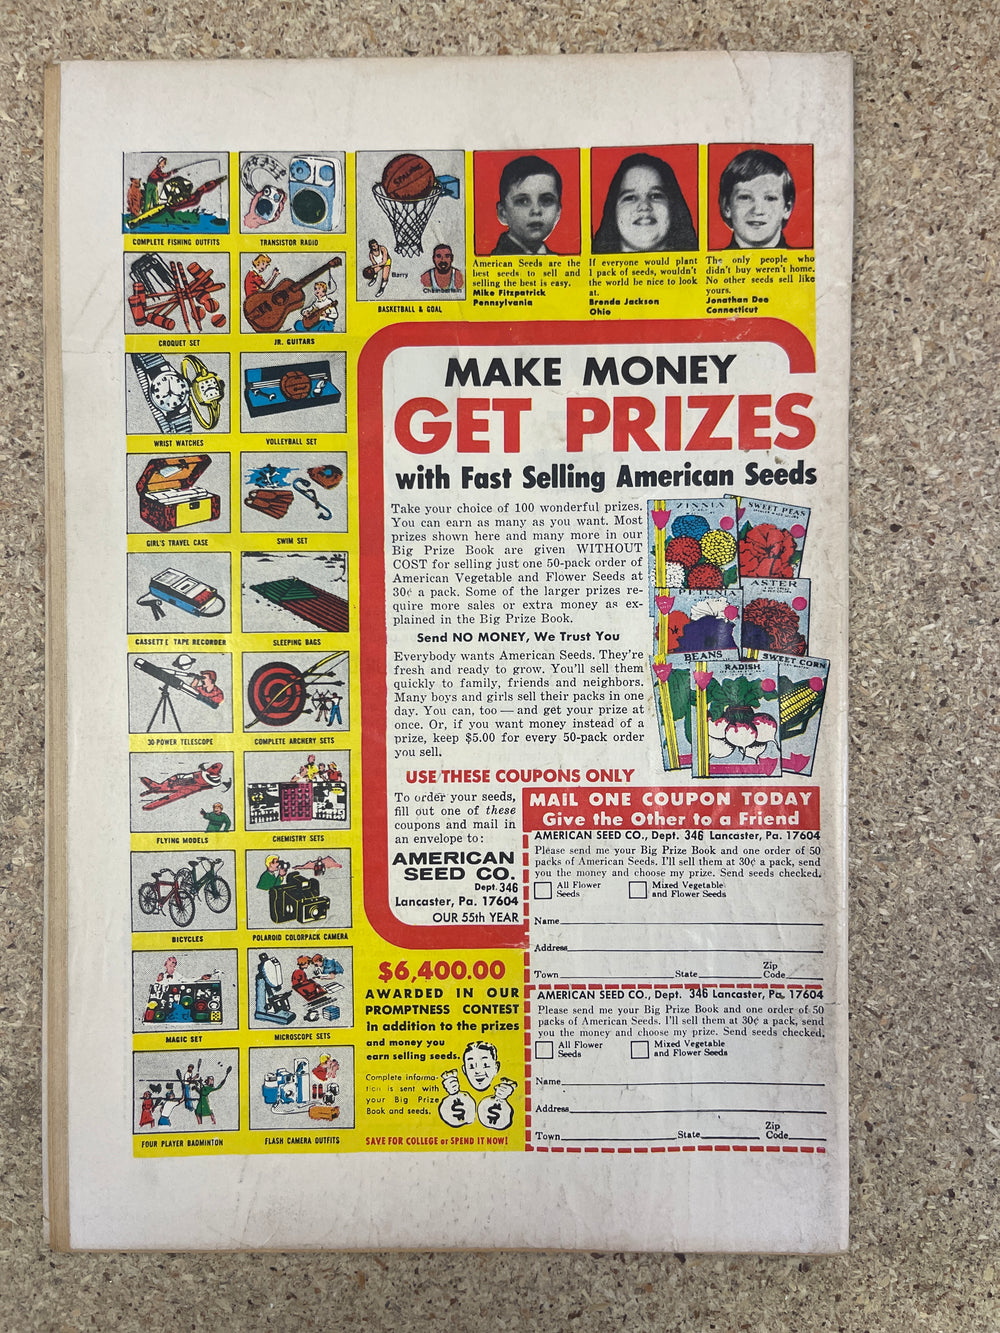 COMPLETE FISHING OUTFITS
TRANSISTOR RADIO
CROQUET SET
JR. GUITARS
WRIST WATCHES
VOLLEYBALL SET
GIRL'S TRAVEL CASE
SWIM SET
CASSETTE TAPE RECORDER
SLEEPING BAGS
30-POWER TELESCOPE
COMPLETE ARCHERY SETS
FLYING MODELS
CHEMISTRY SETS
BICYCLES
POLAROID COLORPACK CAMERA
MAGIC SET
MICROSCOPE SETS
FOUR PLAYER BADMINTON
FLASH CAMERA OUTFITS
SPALDING
Barry
Chamberlain
BASKETBALL & GOAL
American Seeds are the
best seeds to sell and
selling the best is easy.
Mike Fitzpatrick
Pennsylvania
If everyone would plant
1 pack of seeds, wouldn't
the world be nice to look
at.
Brenda Jackson
Ohio
The only people who
didn't buy weren't home.
No other seeds sell like
yours.
Jonathan Dee
Connecticut
MAKE MONEY
GET PRIZES
with Fast Selling American Seeds
Take your choice of 100 wonderful prizes.
You can earn as many as you want. Most
prizes shown here and many more in our
Big Prize Book are given WITHOUT
COST for selling just one 50-pack order of
American Vegetable and Flower Seeds at
30¢ a pack. Some of the larger prizes re-
quire more sales or extra money as ex-
plained in the Big Prize Book.
Send NO MONEY, We Trust You
Everybody wants American Seeds. They're
fresh and ready to grow. You'll sell them
quickly to family, friends and neighbors.
Many boys and girls sell their packs in one
day. You can, too — and get your prize at
once. Or, if you want money instead of a
prize, keep $5.00 for every 50-pack order
you sell.
ZINNIA
SWEET PEAS
PETUNIA
ASTER
BEANS
RADISH
SWEET CORN
USE THESE COUPONS ONLY
To order your seeds,
fill out one of these
coupons and mail in
an envelope to:
AMERICAN
SEED CO.
Dept. 346
Lancaster, Pa. 17604
OUR 55th YEAR
MAIL ONE COUPON TODAY
Give the Other to a Friend
AMERICAN SEED CO., Dept. 346 Lancaster, Pa. 17604
Please send me your Big Prize Book and one order of 50
packs of American Seeds. I'll sell them at 30¢ a pack, send
you the money and choose my prize. Send seeds checked.
All Flower Seeds
Mixed Vegetable and Flower Seeds
Name
Address
Town State Zip Code
AMERICAN SEED CO., Dept. 346 Lancaster, Pa. 17604
Please send me your Big Prize Book and one order of 50
packs of American Seeds. I'll sell them at 30¢ a pack, send
you the money and choose my prize. Send seeds checked.
All Flower Seeds
Mixed Vegetable and Flower Seeds
Name
Address
Town State Zip Code
$6,400.00
AWARDED IN OUR
PROMPTNESS CONTEST
in addition to the prizes
and money you
earn selling seeds.
Complete informa-
tion is sent with
your Big Prize
Book and seeds.
$ $
SAVE FOR COLLEGE or SPEND IT NOW!